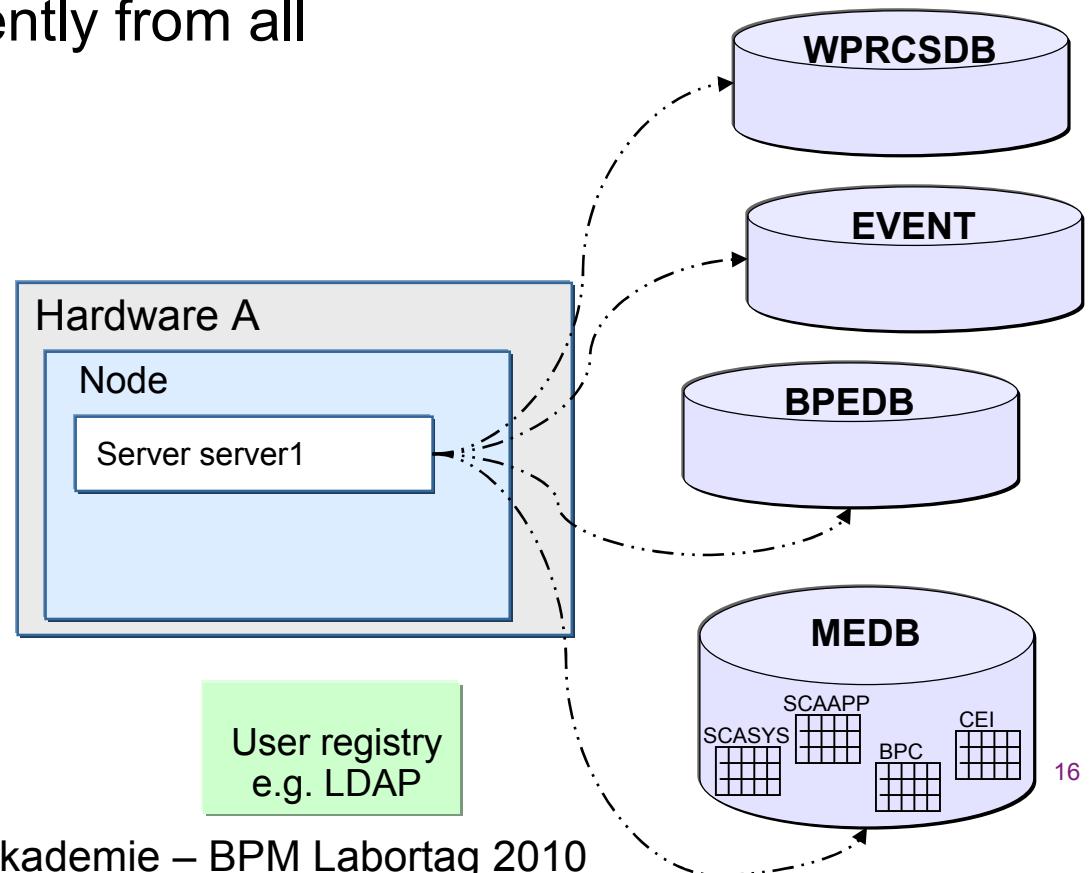 ently from all
WPRCSDB
EVENT
Hardware A
Node
BPEDB
Server server1
MEDB
SCAAPP
SCASYS
CEI
BPC
User registry
e.g. LDAP
16
kademie – BPM Labortag 2010